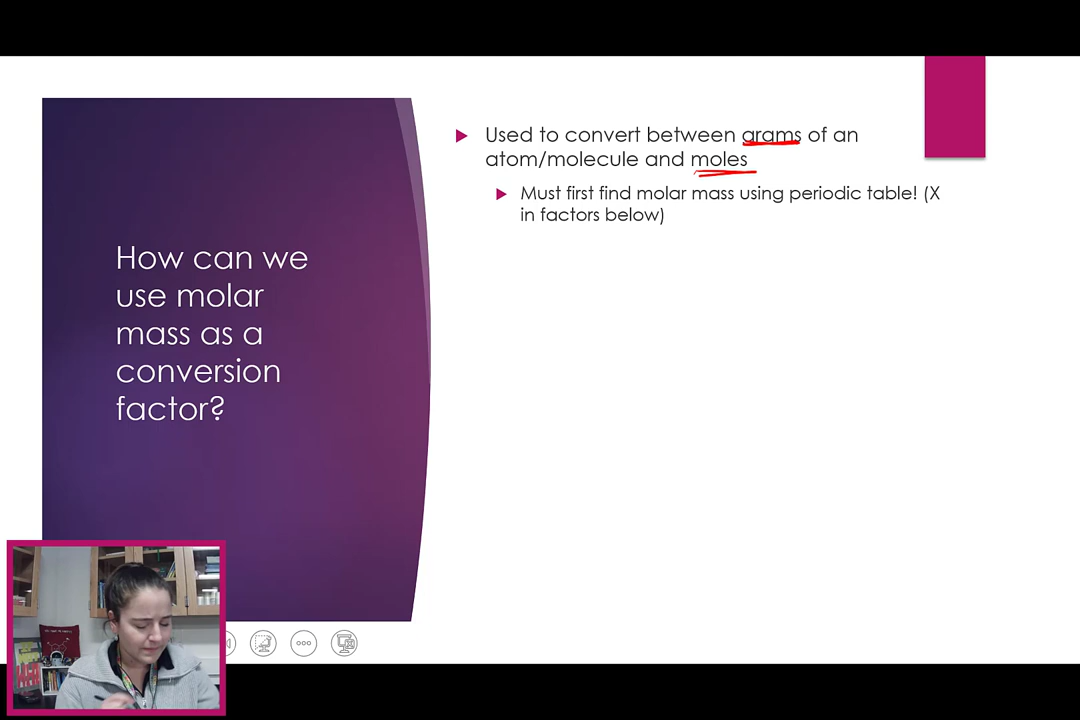 How can we
use molar
mass as a
conversion
factor?
Used to convert between grams of an
atom/molecule and moles
Must first find molar mass using periodic table! (X
in factors below)